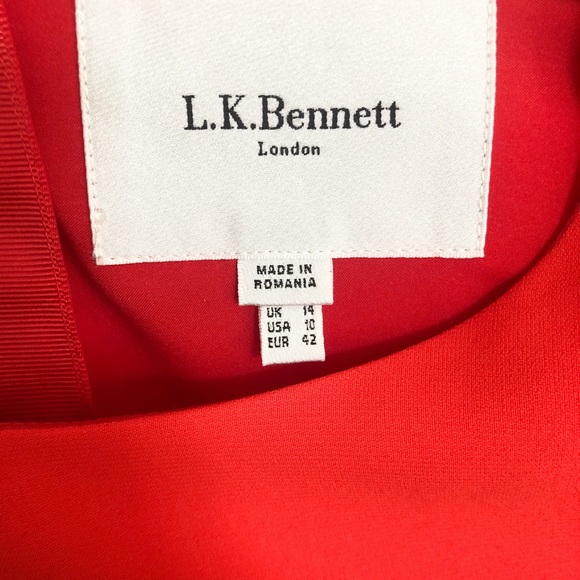 L.K.Bennett
London
MADE IN
ROMANIA
UK 14
USA 10
EUR 42